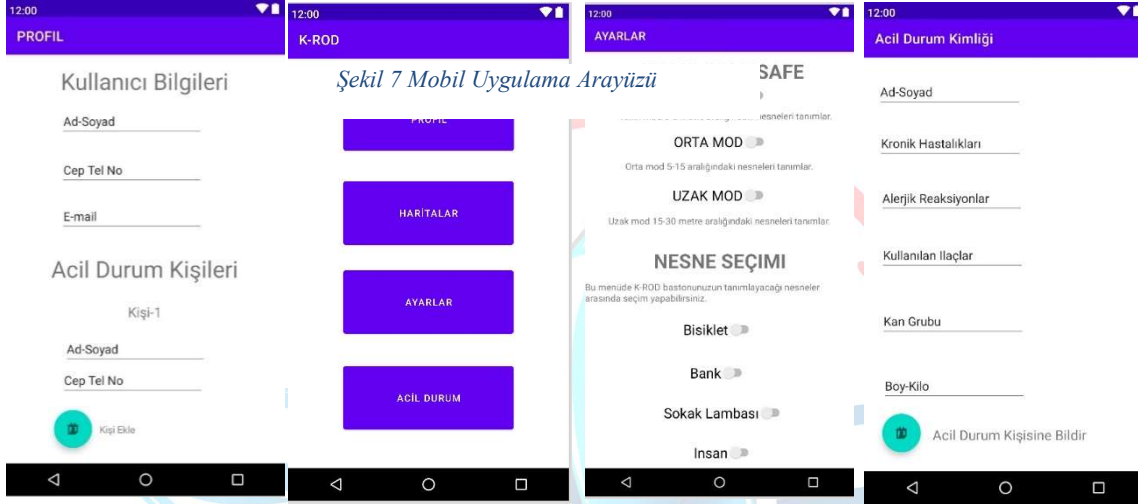 12:00
PROFIL
Kullanıcı Bilgileri
Ad-Soyad
Cep Tel No
E-mail
Acil Durum Kişileri
Kişi-1
Ad-Soyad
Cep Tel No
Kişi Ekle
12:00
K-ROD
Şekil 7 Mobil Uygulama Arayüzü
PROFIL
HARİTALAR
AYARLAR
ACİL DURUM
12:00
AYARLAR
SAFE
nesneleri tanımlar.
ORTA MOD
Orta mod 5-15 aralığındaki nesneleri tanımlar.
UZAK MOD
Uzak mod 15-30 metre aralığındaki nesneleri tanımlar.
NESNE SEÇIMI
Bu menüde K-ROD bastonunuzun tanımlayacağı nesneler
arasında seçim yapabilirsiniz.
Bisiklet
Bank
Sokak Lambası
Insan
12:00
Acil Durum Kimliği
Ad-Soyad
Kronik Hastalıkları
Alerjik Reaksiyonlar
Kullanılan Ilaçlar
Kan Grubu
Boy-Kilo
Acil Durum Kişisine Bildir